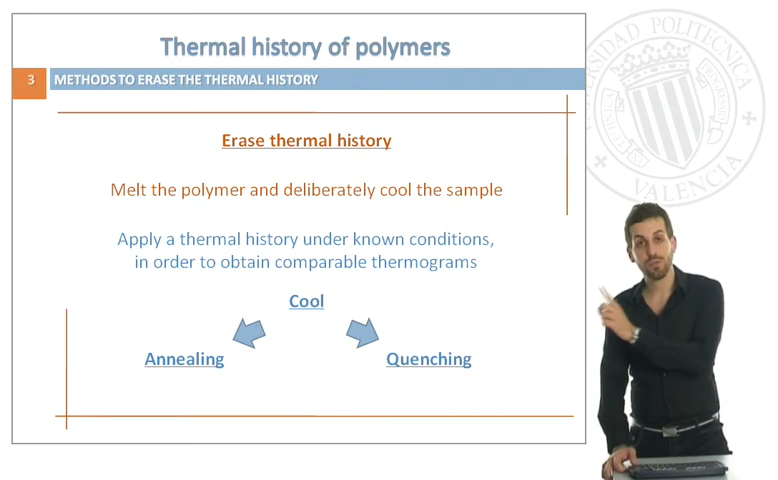 Thermal history of polymers
3 METHODS TO ERASE THE THERMAL HISTORY
Erase thermal history
Melt the polymer and deliberately cool the sample
Apply a thermal history under known conditions,
in order to obtain comparable thermograms
Cool
Annealing Quenching
UNIVERSIDAD POLITECNICA
VALENCIA